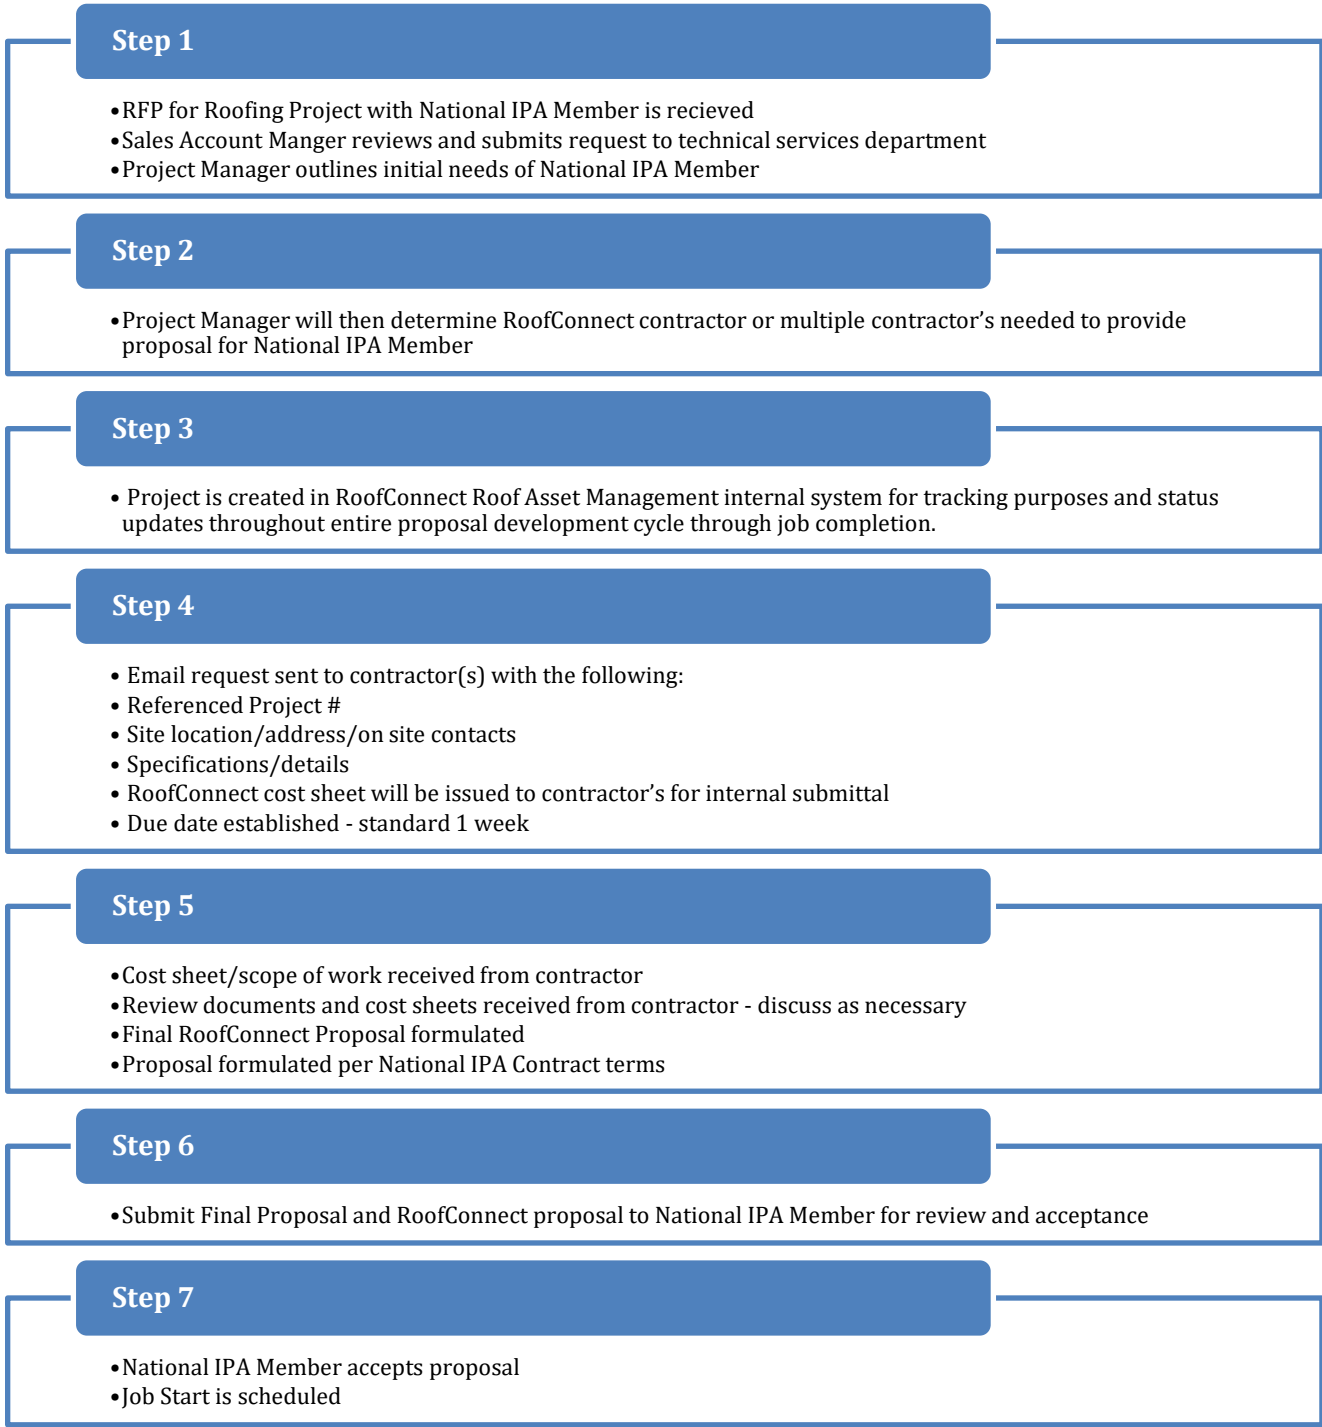 Step 1
•RFP for Roofing Project with National IPA Member is recieved
•Sales Account Manger reviews and submits request to technical services department
•Project Manager outlines initial needs of National IPA Member
Step 2
•Project Manager will then determine RoofConnect contractor or multiple contractor’s needed to provide
proposal for National IPA Member
Step 3
• Project is created in RoofConnect Roof Asset Management internal system for tracking purposes and status
updates throughout entire proposal development cycle through job completion.
Step 4
• Email request sent to contractor(s) with the following:
• Referenced Project #
• Site location/address/on site contacts
• Specifications/details
• RoofConnect cost sheet will be issued to contractor’s for internal submittal
• Due date established - standard 1 week
Step 5
•Cost sheet/scope of work received from contractor
•Review documents and cost sheets received from contractor - discuss as necessary
•Final RoofConnect Proposal formulated
•Proposal formulated per National IPA Contract terms
Step 6
•Submit Final Proposal and RoofConnect proposal to National IPA Member for review and acceptance
Step 7
•National IPA Member accepts proposal
•Job Start is scheduled